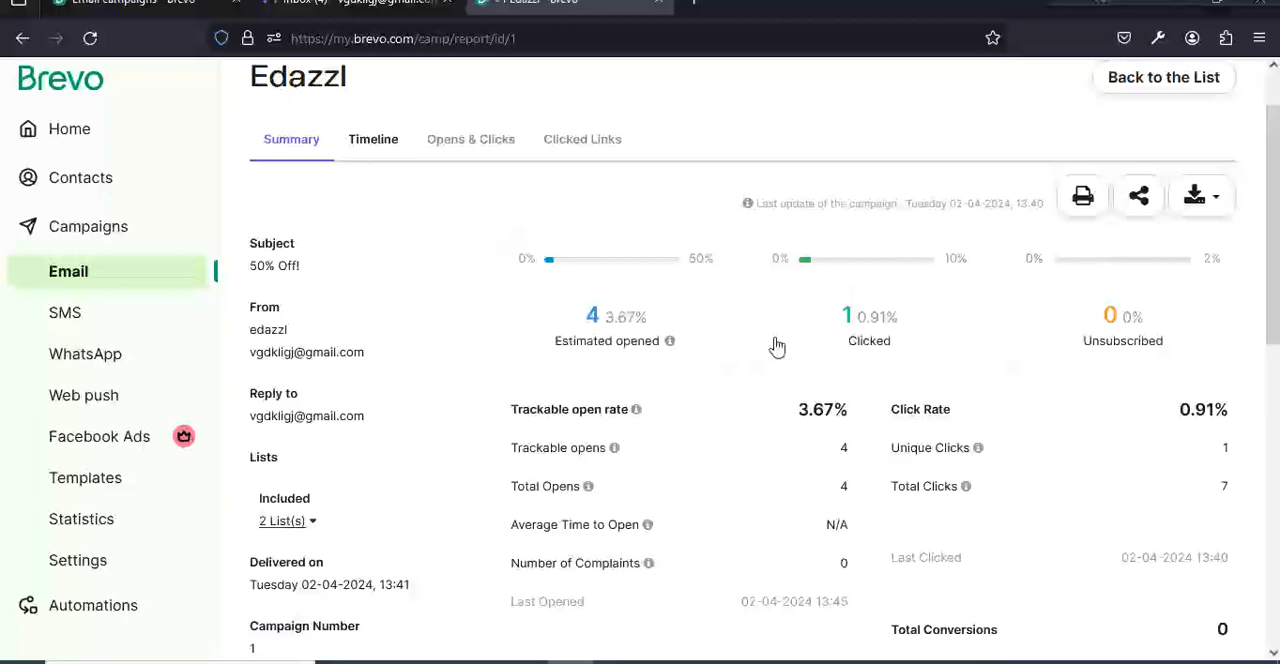 https://my.brevo.com/camp/report/id/1
Brevo
Home
Contacts
Campaigns
Email
SMS
WhatsApp
Web push
Facebook Ads
Templates
Statistics
Settings
Automations
Edazzl
Back to the List
Summary Timeline Opens & Clicks Clicked Links
Last update of the campaign Tuesday 02-04-2024, 13:40
Subject
50% Off!
From
edazzl
vgdkligj@gmail.com
Reply to
vgdkligj@gmail.com
Lists
Included
2 List(s)
Delivered on
Tuesday 02-04-2024, 13:41
Campaign Number
1
0% 50%
4 3.67%
Estimated opened
0% 10%
1 0.91%
Clicked
0% 2%
0 0%
Unsubscribed
Trackable open rate 3.67%
Trackable opens 4
Total Opens 4
Average Time to Open N/A
Number of Complaints 0
Last Opened 02-04-2024 13:45
Click Rate 0.91%
Unique Clicks 1
Total Clicks 7
Last Clicked 02-04-2024 13:40
Total Conversions 0